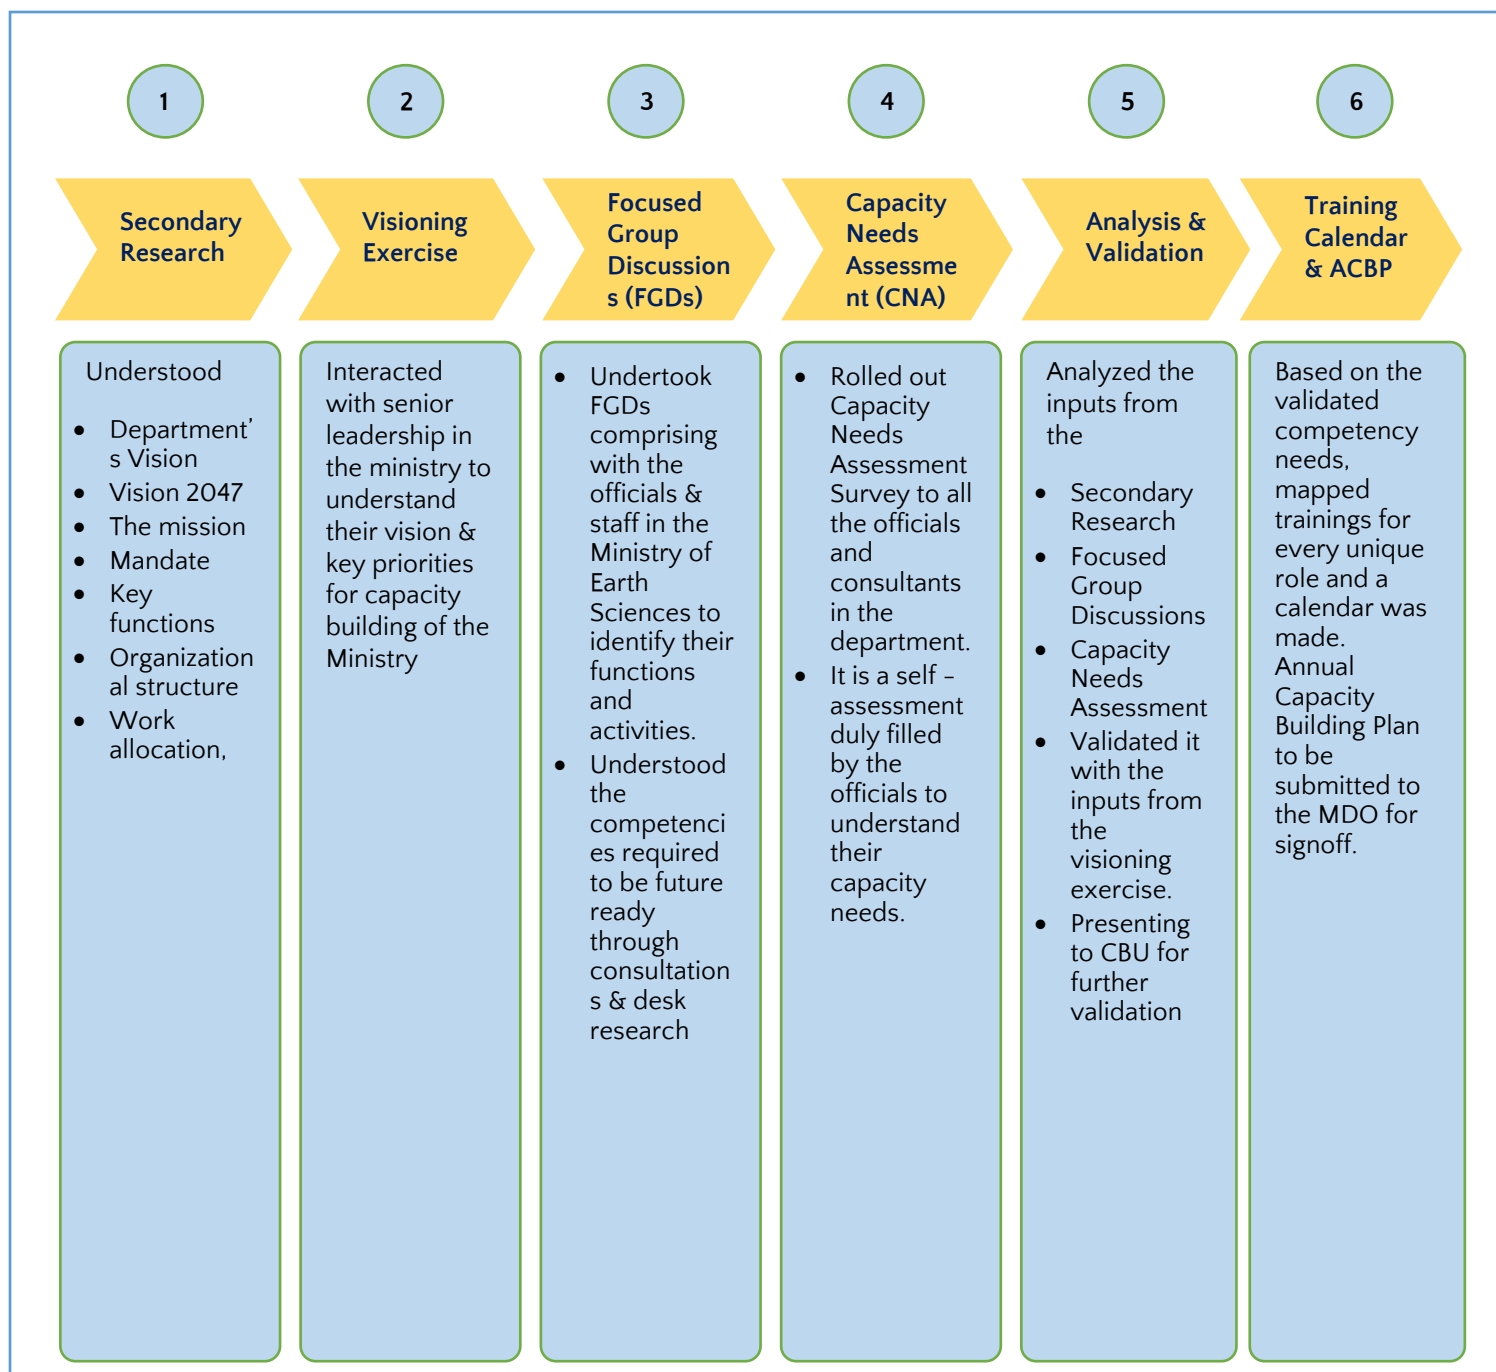 1
2
3
4
5
6
Secondary
Research
Visioning
Exercise
Focused
Group
Discussion
s (FGDs)
Capacity
Needs
Assessme
nt (CNA)
Analysis &
Validation
Training
Calendar
& ACBP
Understood
• Department'
s Vision
• Vision 2047
• The mission
• Mandate
• Key
functions
• Organization
al structure
• Work
allocation,
Interacted
with senior
leadership in
the ministry to
understand
their vision &
key priorities
for capacity
building of the
Ministry
• Undertook
FGDs
comprising
with the
officials &
staff in the
Ministry of
Earth
Sciences to
identify their
functions
and
activities.
• Understood
the
competenci
es required
to be future
ready
through
consultation
s & desk
research
• Rolled out
Capacity
Needs
Assessment
Survey to all
the officials
and
consultants
in the
department.
• It is a self -
assessment
duly filled
by the
officials to
understand
their
capacity
needs.
Analyzed the
inputs from
the
• Secondary
Research
• Focused
Group
Discussions
• Capacity
Needs
Assessment
• Validated it
with the
inputs from
the
visioning
exercise.
• Presenting
to CBU for
further
validation
Based on the
validated
competency
needs,
mapped
trainings for
every unique
role and a
calendar was
made.
Annual
Capacity
Building Plan
to be
submitted to
the MDO for
signoff.